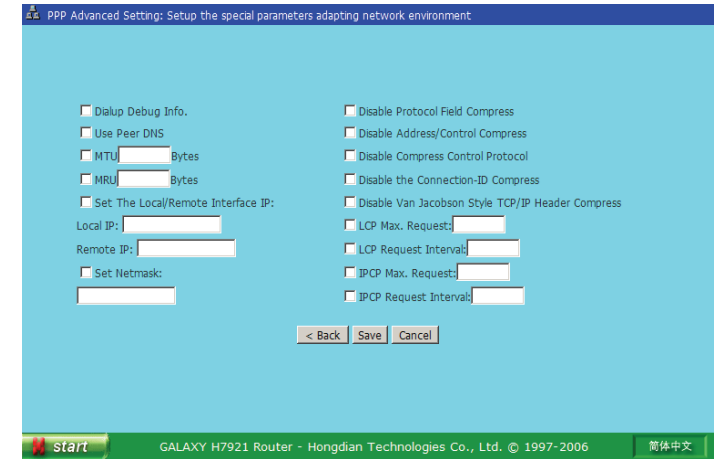 PPP Advanced Setting: Setup the special parameters adapting network environment
Dialup Debug Info.
Use Peer DNS
MTU Bytes
MRU Bytes
Set The Local/Remote Interface IP:
Local IP:
Remote IP:
Set Netmask:
Disable Protocol Field Compress
Disable Address/Control Compress
Disable Compress Control Protocol
Disable the Connection-ID Compress
Disable Van Jacobson Style TCP/IP Header Compress
LCP Max. Request:
LCP Request Interval:
IPCP Max. Request:
IPCP Request Interval:
< Back Save Cancel
start GALAXY H7921 Router - Hongdian Technologies Co., Ltd. © 1997-2006 简体中文